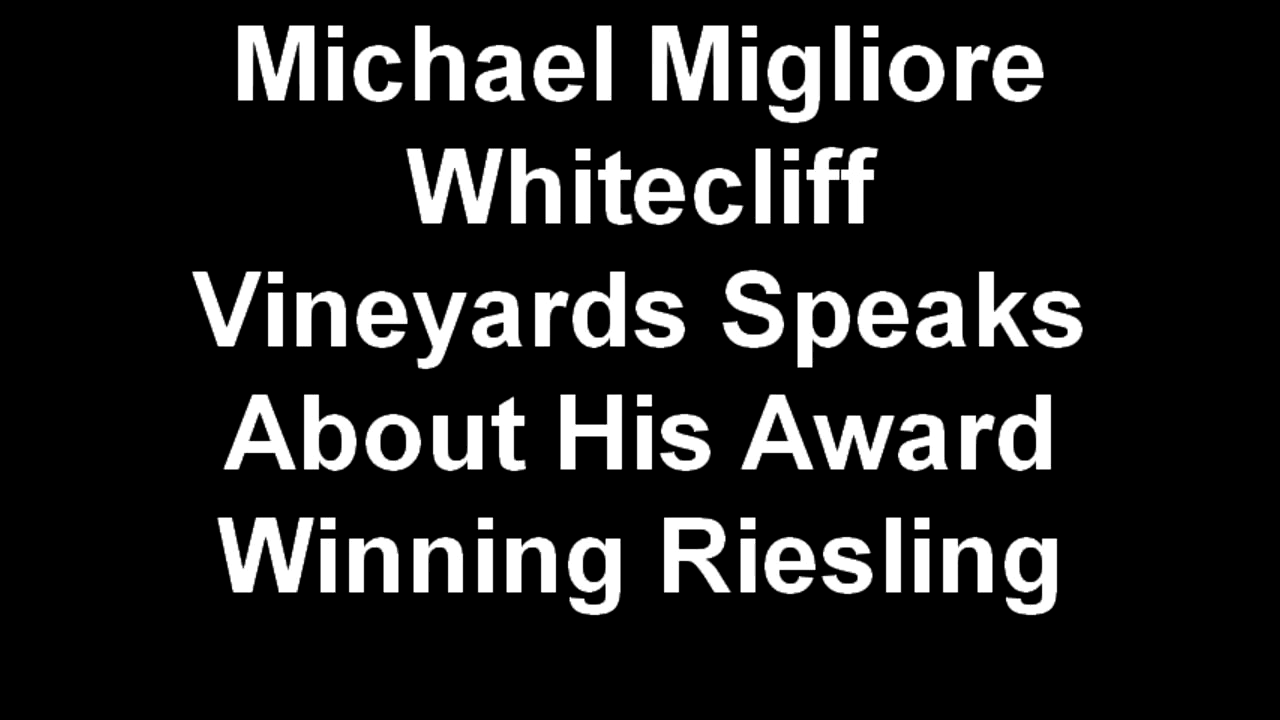 Michael Migliore
Whitecliff
Vineyards Speaks
About His Award
Winning Riesling